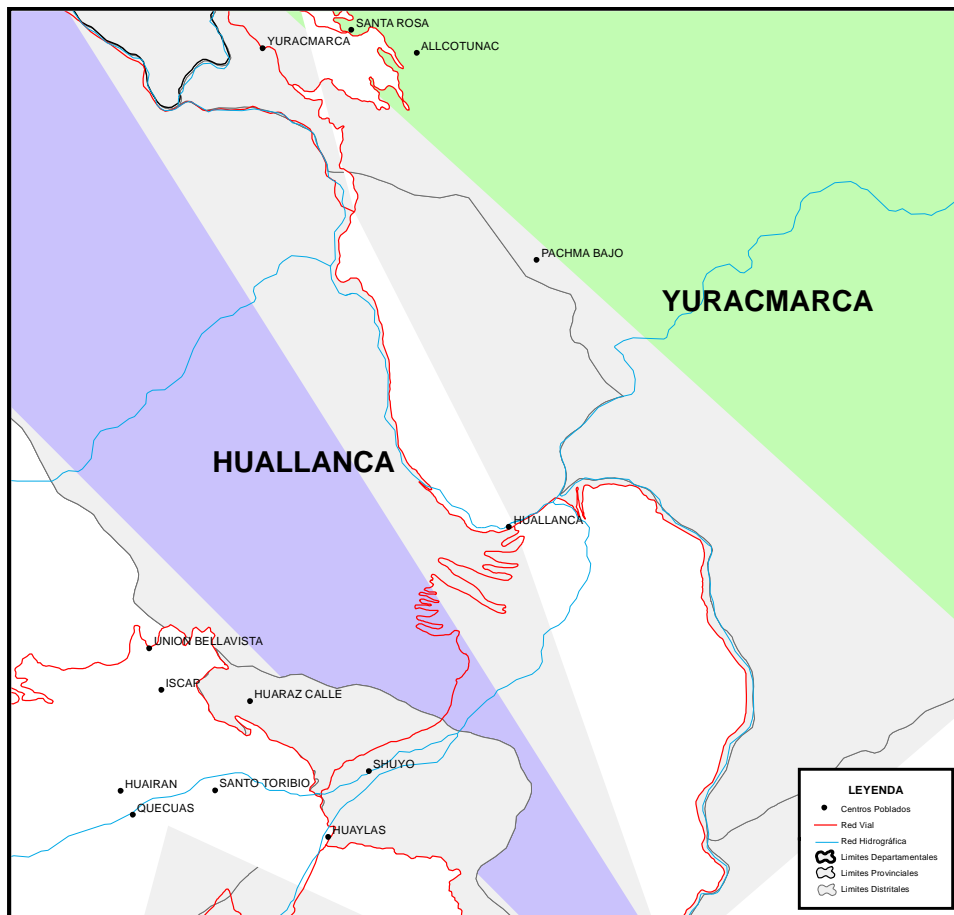 SANTA ROSA
YURACMARCA
ALLCOTUNAC
PACHMA BAJO
YURACMARCA
HUALLANCA
HUALLANCA
UNION BELLAVISTA
ISCAP
HUARAZ CALLE
SHUYO
HUAIRAN
SANTO TORIBIO
QUECUAS
HUAYLAS
LEYENDA
Centros Poblados
Red Vial
Red Hidrográfica
Limites Departamentales
Limites Provinciales
Limites Distritales